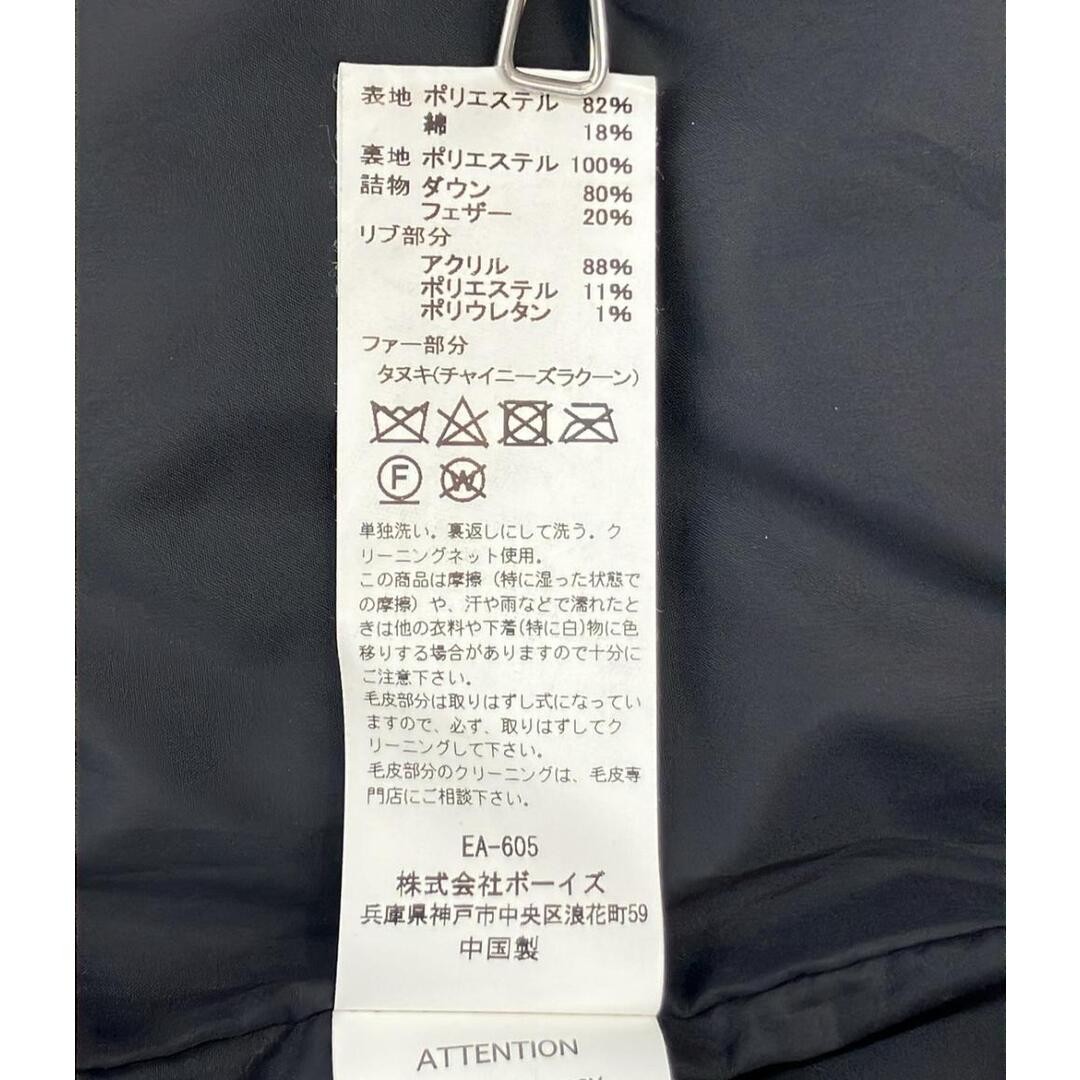 表地 ポリエステル 82%
綿 18%
裏地 ポリエステル 100%
詰物 ダウン 80%
フェザー 20%
リブ部分
アクリル 88%
ポリエステル 11%
ポリウレタン 1%
ファー部分
タヌキ(チャイニーズラクーン)
F W
単独洗い。裏返しにして洗う。ク
リーニングネット使用。
この商品は摩擦（特に湿った状態で
の摩擦）や、汗や雨などで濡れたと
きは他の衣料や下着(特に白)物に色
移りする場合がありますので十分に
ご注意下さい。
毛皮部分は取りはずし式になってい
ますので、必ず、取りはずしてク
リーニングして下さい。
毛皮部分のクリーニングは、毛皮専
門店にご相談下さい。
EA-605
株式会社ボーイズ
兵庫県神戸市中央区浪花町59
中国製
ATTENTION